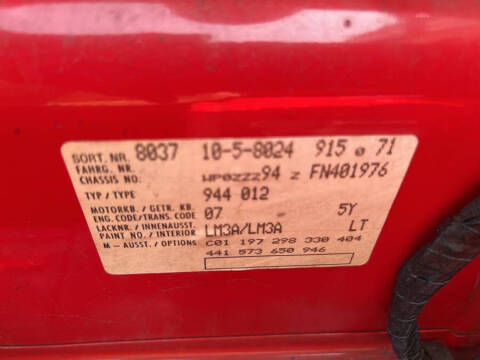 SORT. NR. 8037 10-5-8024 915 0 71
FAHRG. NR.
CHASSIS NO. WP0ZZZ94 Z FN401976
TYP / TYPE 944 012
MOTORKB. / GETR. KB.
ENG. CODE/TRANS. CODE 07 5Y
LACKNR. / INNENAUSST.
PAINT NO. / INTERIOR LM3A/LM3A LT
M - AUSST. / OPTIONS C01 197 298 330 404
441 573 650 946